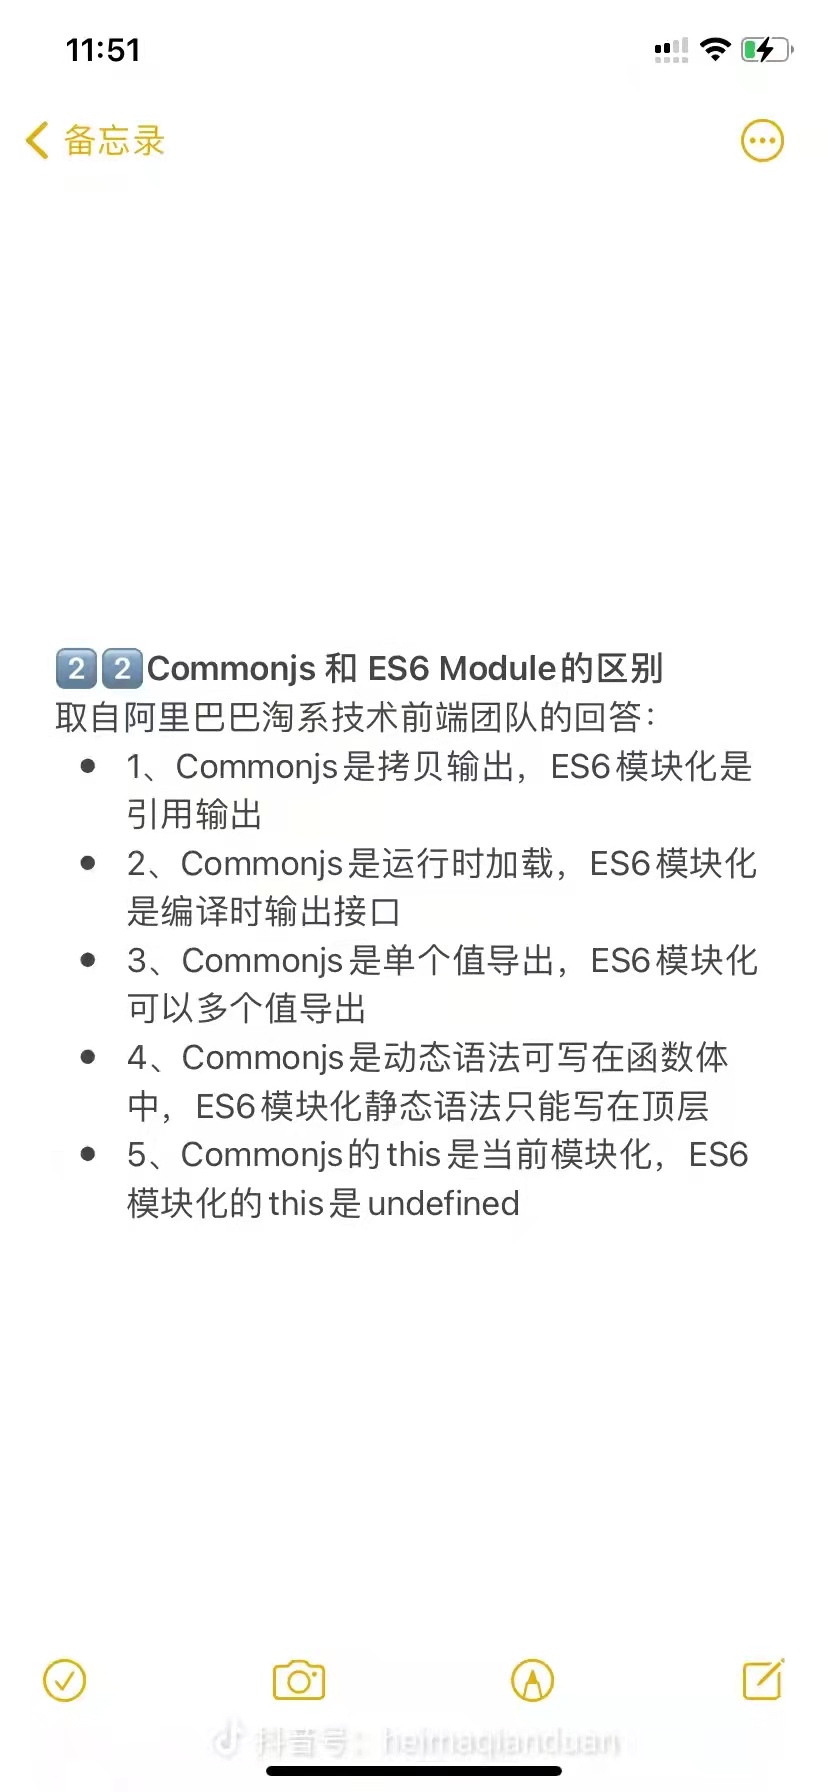 11:51
备忘录
22Commonjs 和 ES6 Module的区别
取自阿里巴巴淘系技术前端团队的回答：
• 1、Commonjs是拷贝输出，ES6模块化是
引用输出
• 2、Commonjs是运行时加载，ES6模块化
是编译时输出接口
• 3、Commonjs是单个值导出，ES6模块化
可以多个值导出
• 4、Commonjs是动态语法可写在函数体
中，ES6模块化静态语法只能写在顶层
• 5、Commonjs的this是当前模块化，ES6
模块化的this是undefined
抖音号：heimaqianduan